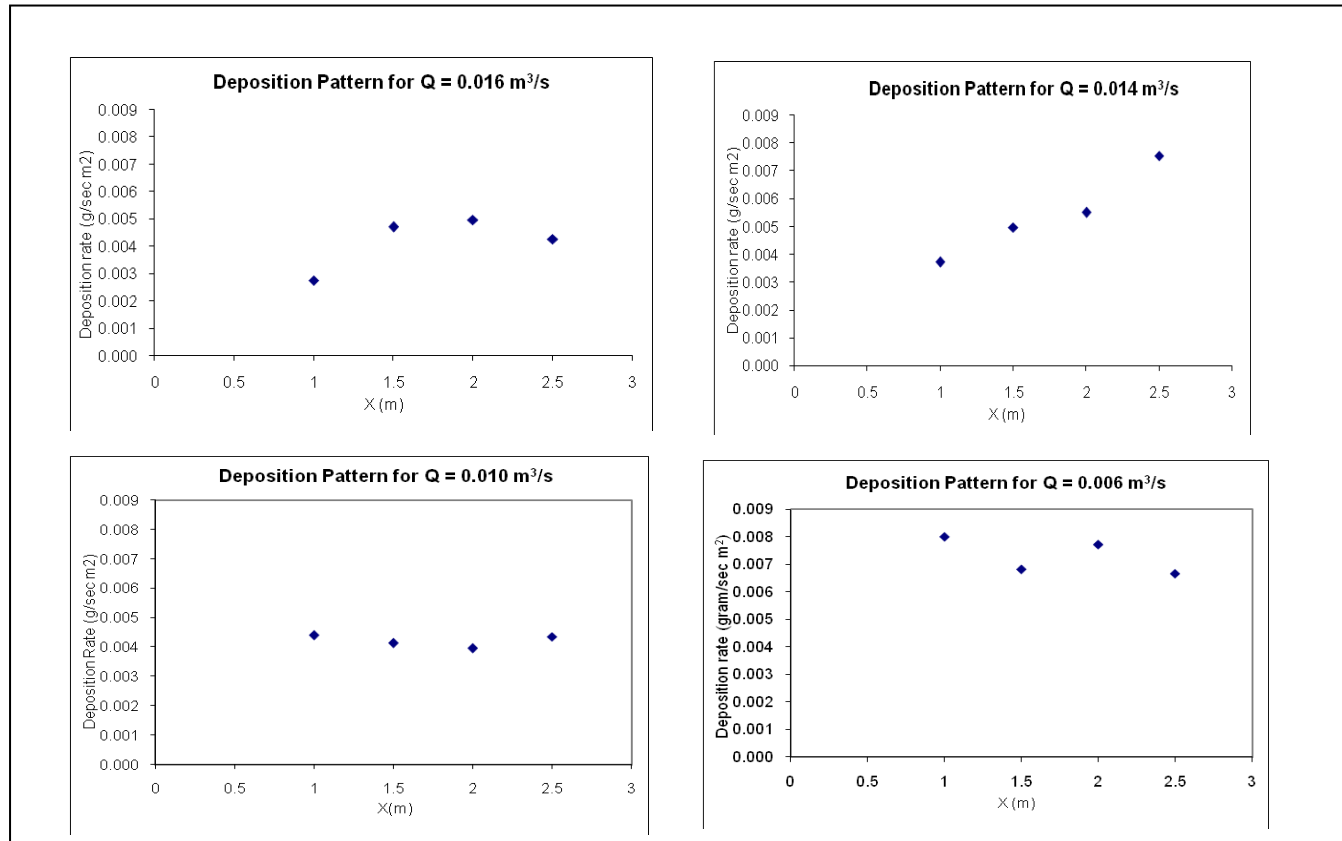 Deposition Pattern for Q = 0.016 m³/s
Deposition rate (g/sec m2)
0.009
0.008
0.007
0.006
0.005
0.004
0.003
0.002
0.001
0.000
0 0.5 1 1.5 2 2.5 3
X (m)
Deposition Pattern for Q = 0.014 m³/s
Deposition rate (g/sec m2)
0.009
0.008
0.007
0.006
0.005
0.004
0.003
0.002
0.001
0.000
0 0.5 1 1.5 2 2.5 3
X (m)
Deposition Pattern for Q = 0.010 m³/s
Deposition Rate (g/sec m2)
0.009
0.008
0.007
0.006
0.005
0.004
0.003
0.002
0.001
0.000
0 0.5 1 1.5 2 2.5 3
X (m)
Deposition Pattern for Q = 0.006 m³/s
Deposition rate (gram/sec m²)
0.009
0.008
0.007
0.006
0.005
0.004
0.003
0.002
0.001
0.000
0 0.5 1 1.5 2 2.5 3
X (m)